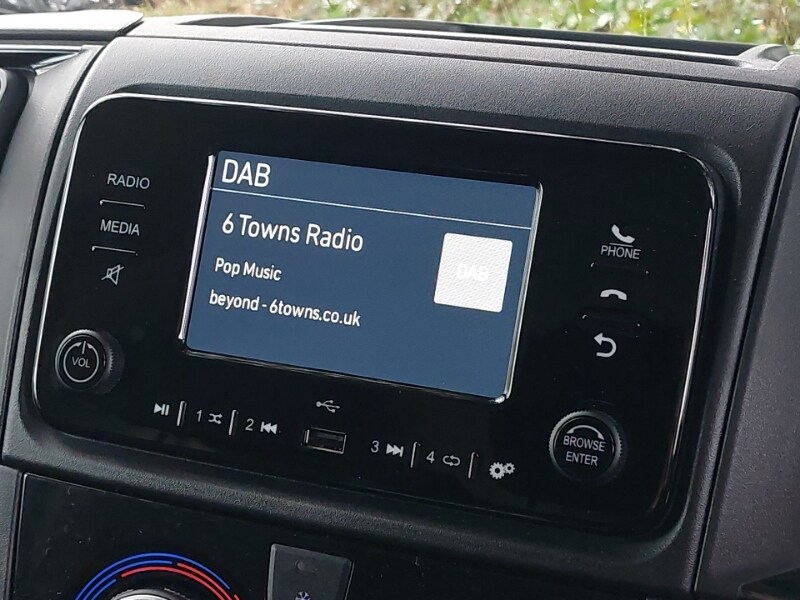 DAB
6 Towns Radio
Pop Music
beyond - 6towns.co.uk
DAB
RADIO
MEDIA
VOL
PHONE
BROWSE
ENTER
1
2
3
4